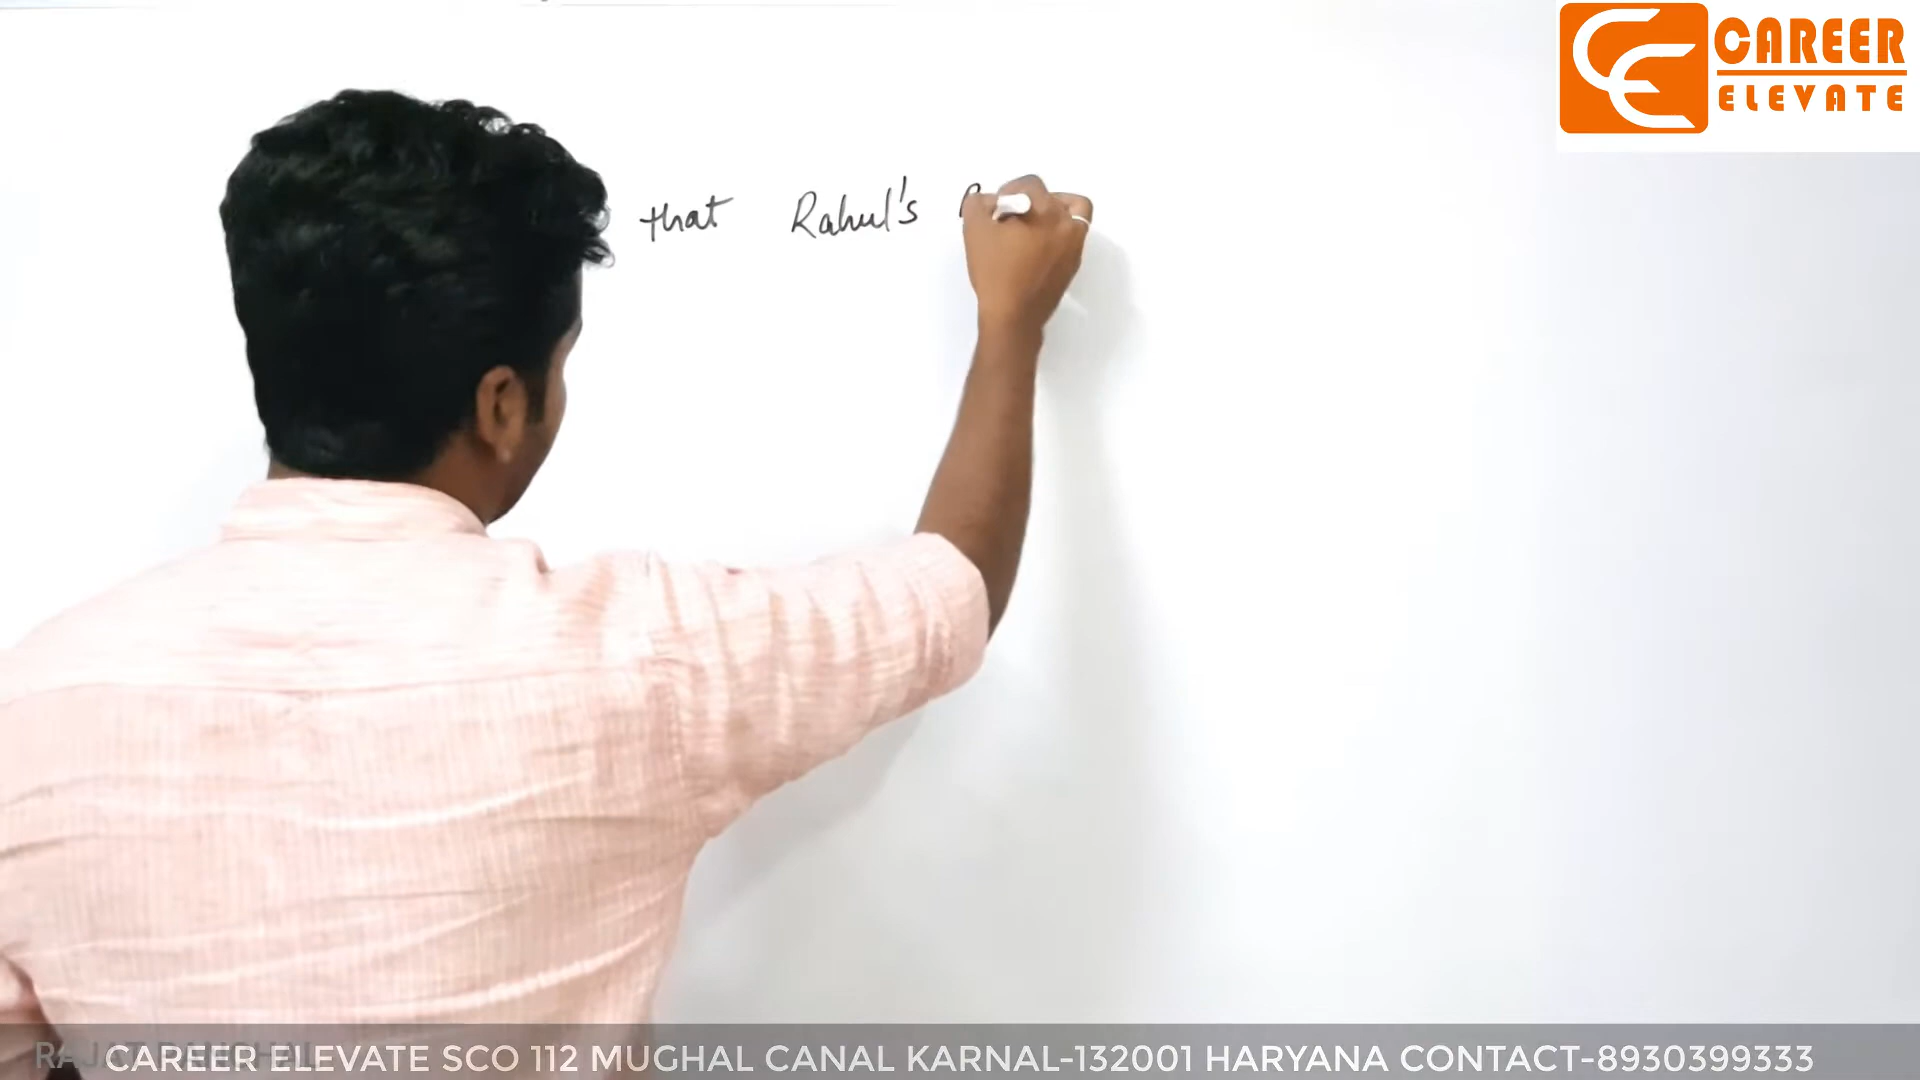 CAREER
ELEVATE
that Rahul's
CAREER ELEVATE SCO 112 MUGHAL CANAL KARNAL-132001 HARYANA CONTACT-8930399333